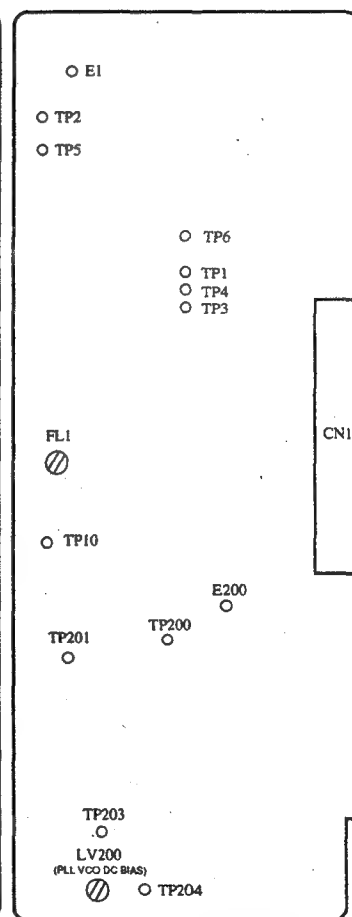 E1
TP2
TP5
TP6
TP1
TP4
TP3
FL1
CN1
TP10
E200
TP200
TP201
TP203
LV200
(PLL VCO DC BIAS)
TP204